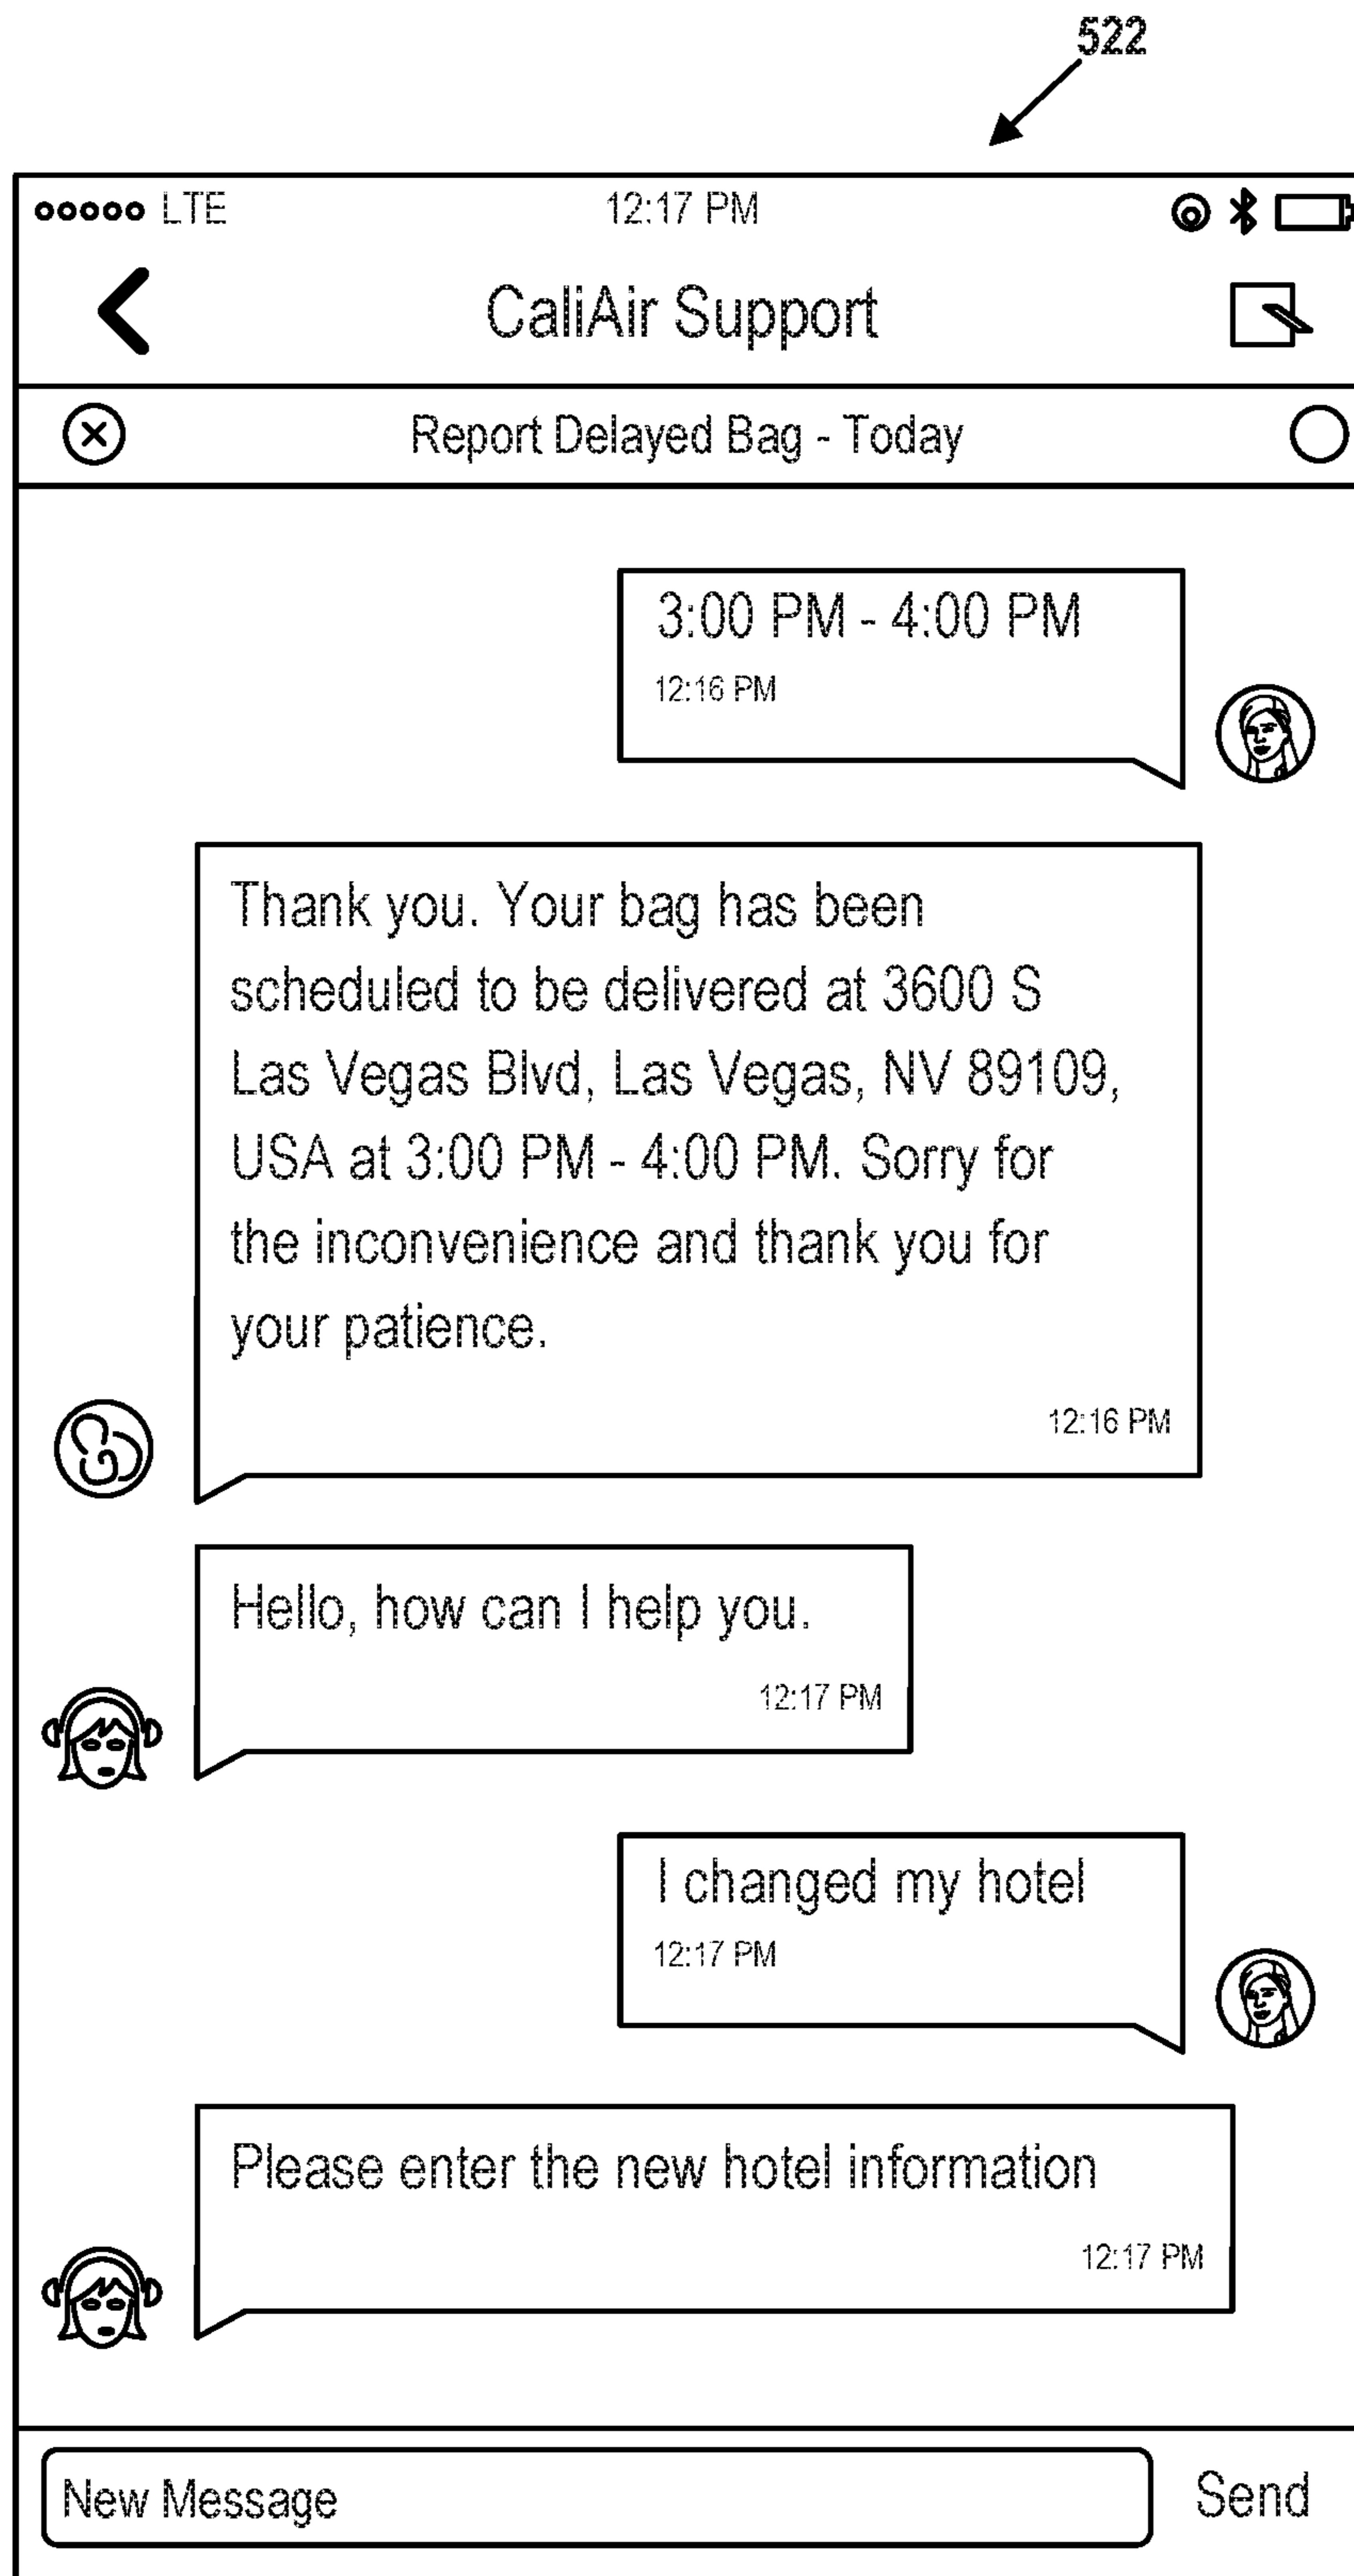 522
LTE 12:17 PM
CaliAir Support
Report Delayed Bag - Today
3:00 PM - 4:00 PM
12:16 PM
Thank you. Your bag has been
scheduled to be delivered at 3600 S
Las Vegas Blvd, Las Vegas, NV 89109,
USA at 3:00 PM - 4:00 PM. Sorry for
the inconvenience and thank you for
your patience.
12:16 PM
Hello, how can I help you.
12:17 PM
I changed my hotel
12:17 PM
Please enter the new hotel information
12:17 PM
New Message Send